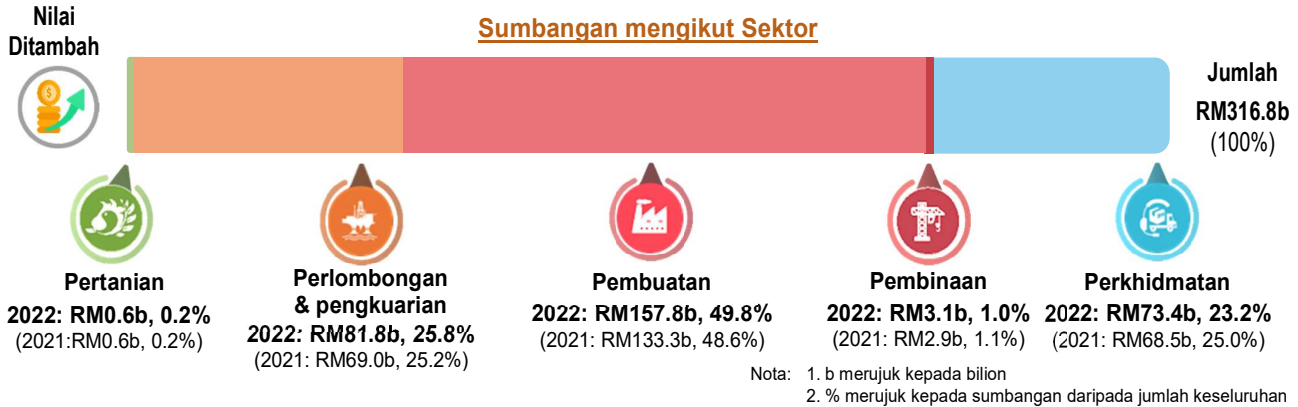 Nilai
Ditambah
Sumbangan mengikut Sektor
Jumlah
RM316.8b
(100%)
Pertanian
2022: RM0.6b, 0.2%
(2021:RM0.6b, 0.2%)
Perlombongan
& pengkuarian
2022: RM81.8b, 25.8%
(2021: RM69.0b, 25.2%)
Pembuatan
2022: RM157.8b, 49.8%
(2021: RM133.3b, 48.6%)
Pembinaan
2022: RM3.1b, 1.0%
(2021: RM2.9b, 1.1%)
Perkhidmatan
2022: RM73.4b, 23.2%
(2021: RM68.5b, 25.0%)
Nota: 1. b merujuk kepada bilion
2. % merujuk kepada sumbangan daripada jumlah keseluruhan